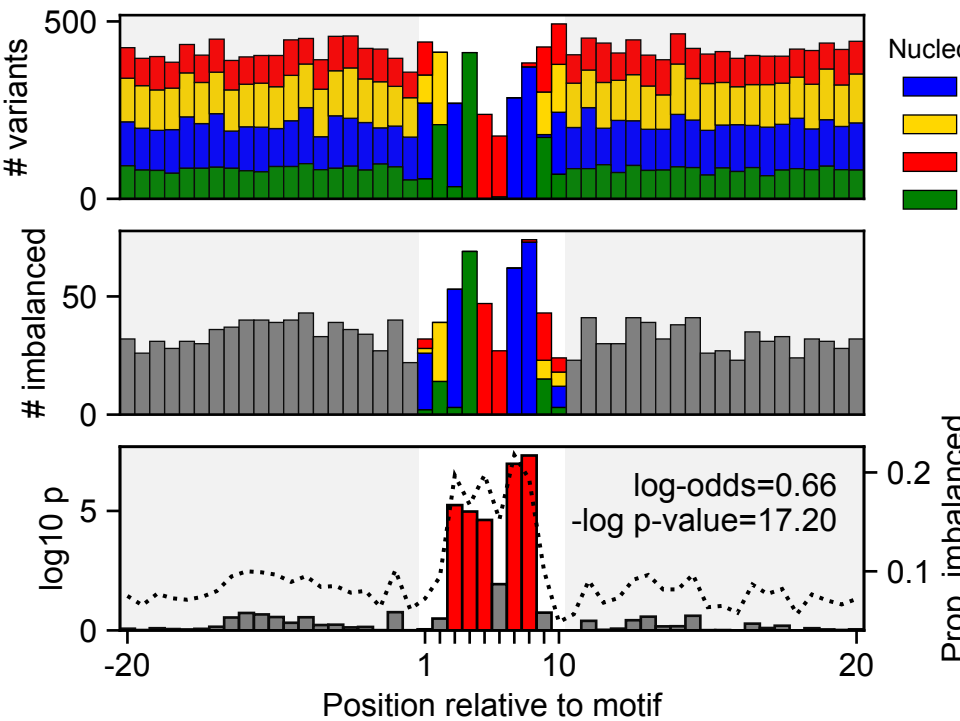 # variants
500
0
Nucleo
# imbalanced
50
0
log10 p
5
0
log-odds=0.66
-log p-value=17.20
0.2
0.1
Prop. imbalanced
-20
1
10
20
Position relative to motif